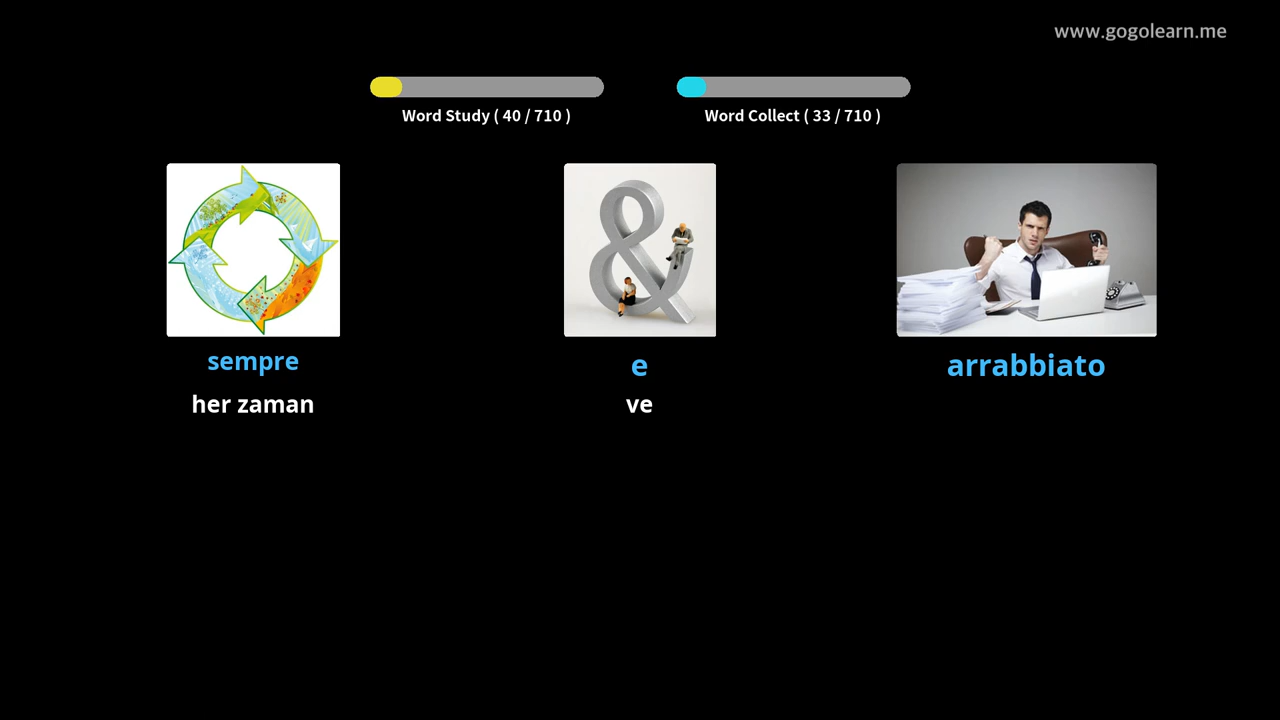 www.gogolearn.me
Word Study ( 40 / 710 )
Word Collect ( 33 / 710 )
sempre
her zaman
&
e
ve
arrabbiato